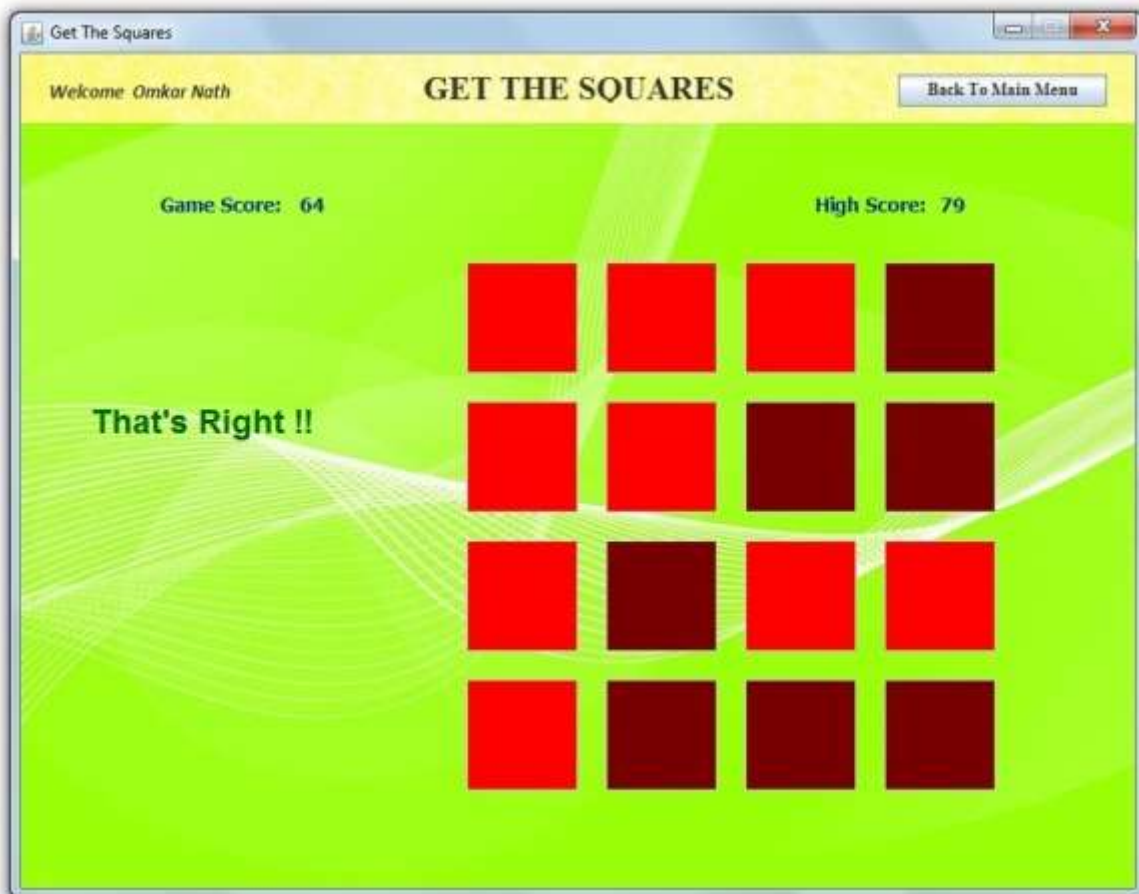 Get The Squares
Welcome Omkar Nath
GET THE SQUARES
Back To Main Menu
Game Score: 64
High Score: 79
That's Right !!